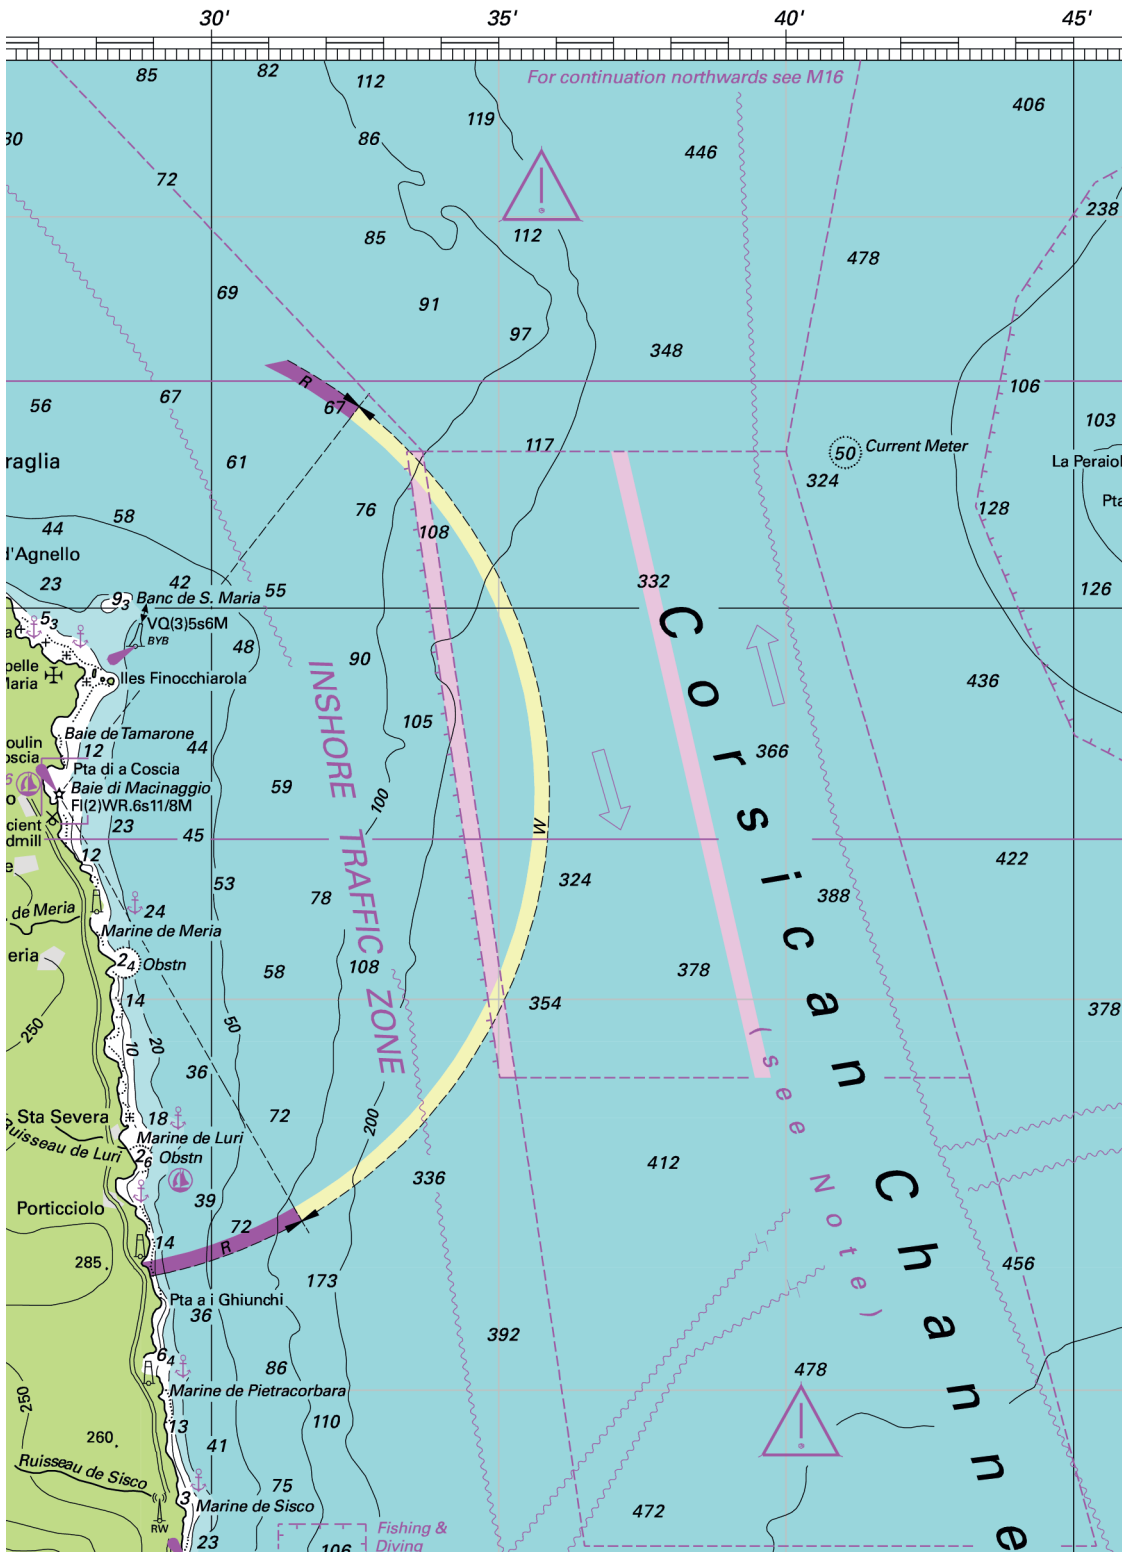 30' 35' 40' 45'
85 82 112 119 406
For continuation northwards see M16
30 86 446
72 238
85 112 478
69 91 97
348
67 67 R 106
56 103
raglia 61 117 50 Current Meter La Peraiol
324
76 Pta
44 58 108 128
d'Agnello
23 42 55 332 126
9₃ Banc de S. Maria
5₃ VQ(3)5s6M
BYB 48
pelle
Maria Iles Finocchiarola 90 436
Baie de Tamarone 105
oulin 12 44 366
oscia Pta di a Coscia
6 Baie di Macinaggio 59 100
Fl(2)WR.6s11/8M
cient 23 45 W
dmill
INSHORE TRAFFIC ZONE
12 422
e 53 324
de Meria 24 78 388
Marine de Meria
eria 2₄ Obstn 58 108 378
14 354 378
250 10 20 50
36
Sta Severa 18 72 200
Ruisseau de Luri Marine de Luri
2₆ Obstn 412
39 336
Porticciolo 72 R
14
285 173 456
Pta a i Ghiunchi
36 392
6₄ 86 478
250 Marine de Pietracorbara
13 110
260 41
Ruisseau de Sisco 75
3 Marine de Sisco 472
RW
23 106 Fishing &
Diving
Corsican Channe
(see Note)